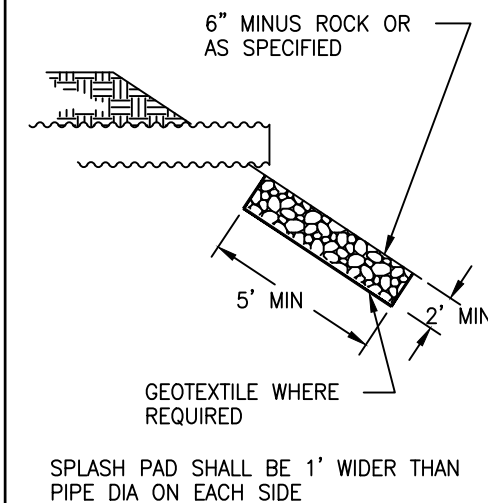 6” MINUS ROCK OR
AS SPECIFIED
5’ MIN
2’ MIN
GEOTEXTILE WHERE
REQUIRED
SPLASH PAD SHALL BE 1’ WIDER THAN
PIPE DIA ON EACH SIDE